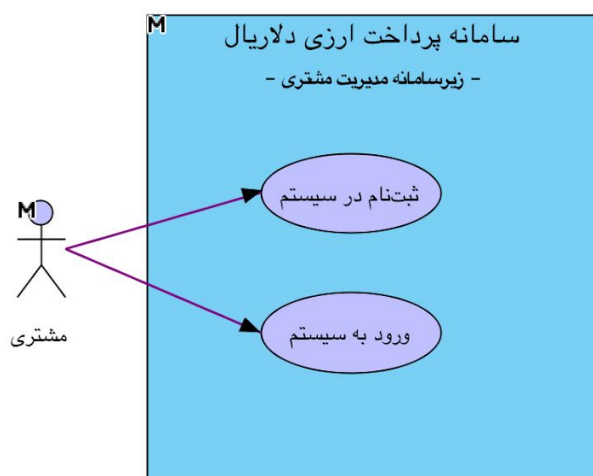 M
سامانه پرداخت ارزی دلاریال
- زیرسامانه مدیریت مشتری -
ثبت‌نام در سیستم
M
مشتری
ورود به سیستم